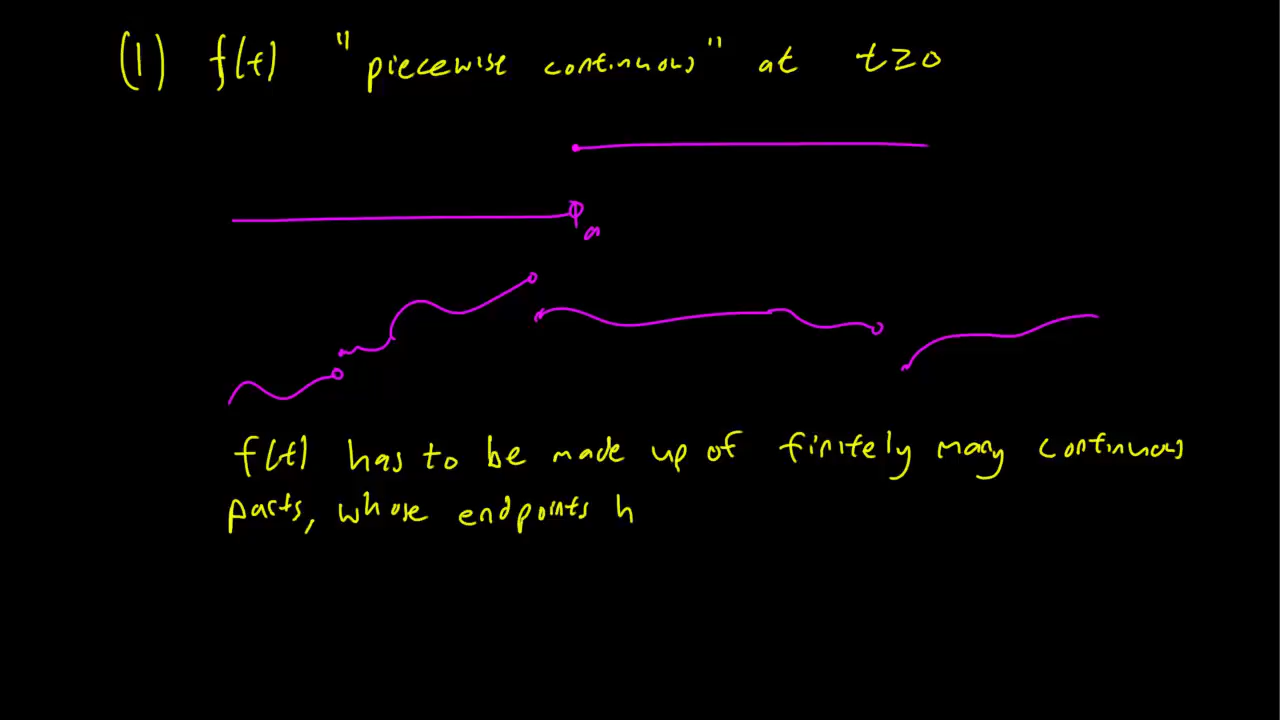 (1) f(t) "piecewise continuous" at t≥0
a
f(t) has to be made up of finitely many continuous
parts, whose endpoints h